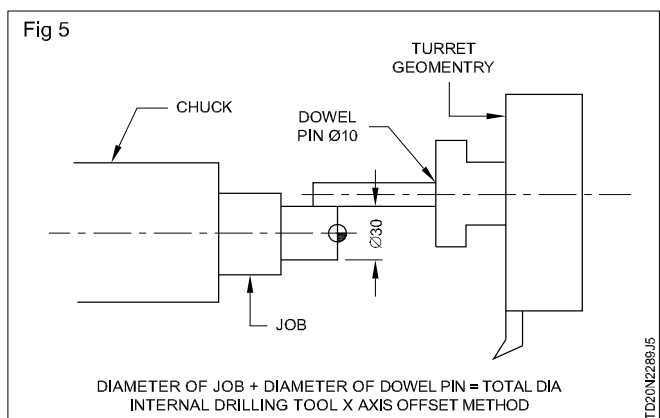 Fig 5
TURRET
GEOMENTRY
CHUCK
DOWEL
PIN Ø10
Ø30
JOB
DIAMETER OF JOB + DIAMETER OF DOWEL PIN = TOTAL DIA
INTERNAL DRILLING TOOL X AXIS OFFSET METHOD
TD20N2289J5